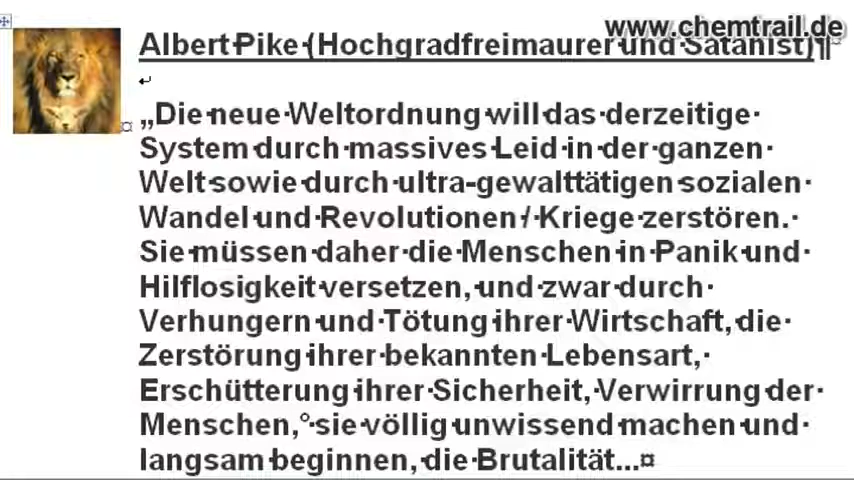 www.chemtrail.de
Albert Pike (Hochgradfreimaurer und Satanist)¶
↵
„Die neue Weltordnung will das derzeitige
System durch massives Leid in der ganzen
Welt sowie durch ultra-gewalttätigen sozialen
Wandel und Revolutionen / Kriege zerstören.
Sie müssen daher die Menschen in Panik und
Hilflosigkeit versetzen, und zwar durch
Verhungern und Tötung ihrer Wirtschaft, die
Zerstörung ihrer bekannten Lebensart,
Erschütterung ihrer Sicherheit, Verwirrung der
Menschen,° sie völlig unwissend machen und
langsam beginnen, die Brutalität...¤